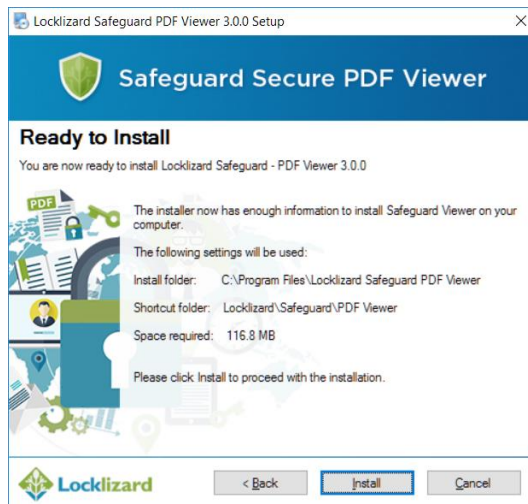 Locklizard Safeguard PDF Viewer 3.0.0 Setup
Safeguard Secure PDF Viewer
Ready to Install
You are now ready to install Locklizard Safeguard - PDF Viewer 3.0.0
PDF
The installer now has enough information to install Safeguard Viewer on your
computer.
The following settings will be used:
Install folder: C:\Program Files\Locklizard Safeguard PDF Viewer
Shortcut folder: Locklizard\Safeguard\PDF Viewer
Space required: 116.8 MB
Please click Install to proceed with the installation.
Locklizard
< Back
Install
Cancel